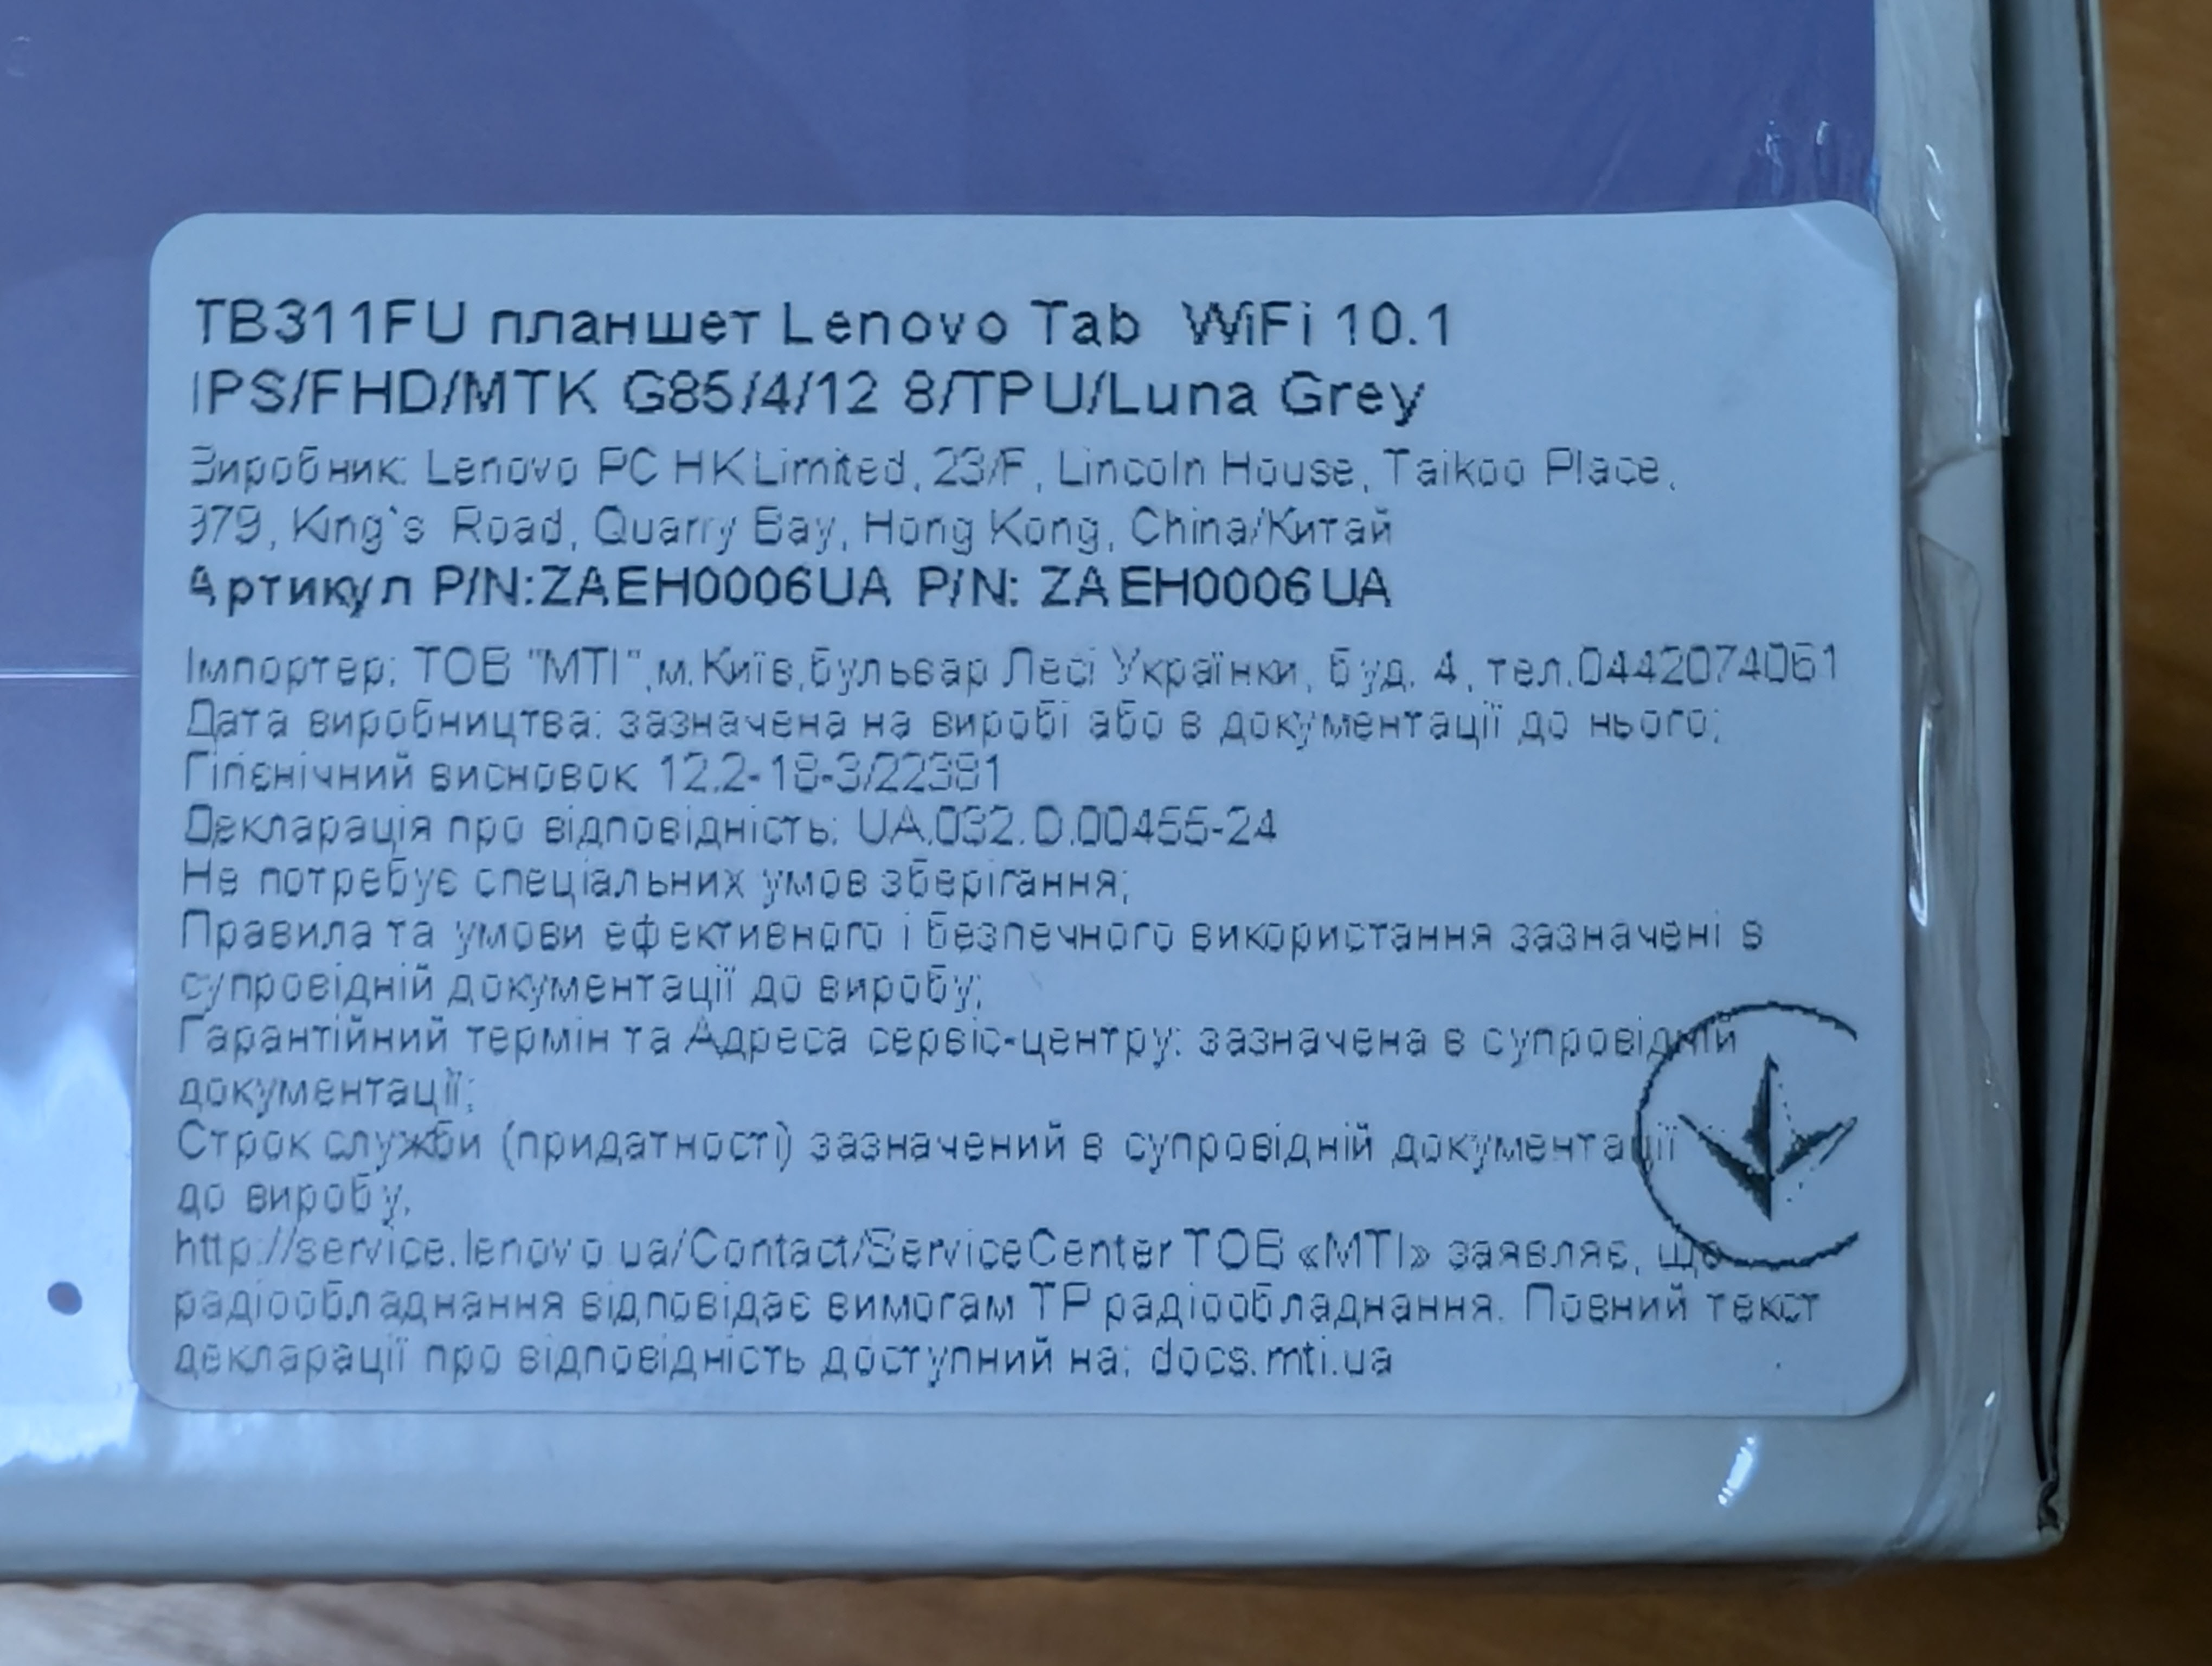 TB311FU планшет Lenovo Tab WiFi 10.1
IPS/FHD/MTK G85/4/12 8/TPU/Luna Grey
Виробник: Lenovo PC HK Limited, 23/F, Lincoln House, Taikoo Place,
979, King`s Road, Quarry Bay, Hong Kong, China/Китай
Артикул P/N:ZAEH0006UA P/N: ZAEH0006UA
Імпортер: ТОВ "МТІ",м.Київ,бульвар Лесі Українки, буд. 4, тел.0442074061
Дата виробництва: зазначена на виробі або в документації до нього;
Гігієнічний висновок 12.2-18-3/22381
Декларація про відповідність: UA.032.D.00455-24
Не потребує спеціальних умов зберігання;
Правила та умови ефективного і безпечного використання зазначені в
супровідній документації до виробу;
Гарантійний термін та Адреса сервіс-центру: зазначена в супровідній
документації;
Строк служби (придатності) зазначений в супровідній документації
до виробу.
http://service.lenovo.ua/Contact/ServiceCenter ТОВ «МТІ» заявляє, що
радіообладнання відповідає вимогам ТР радіообладнання. Повний текст
декларації про відповідність доступний на: docs.mti.ua